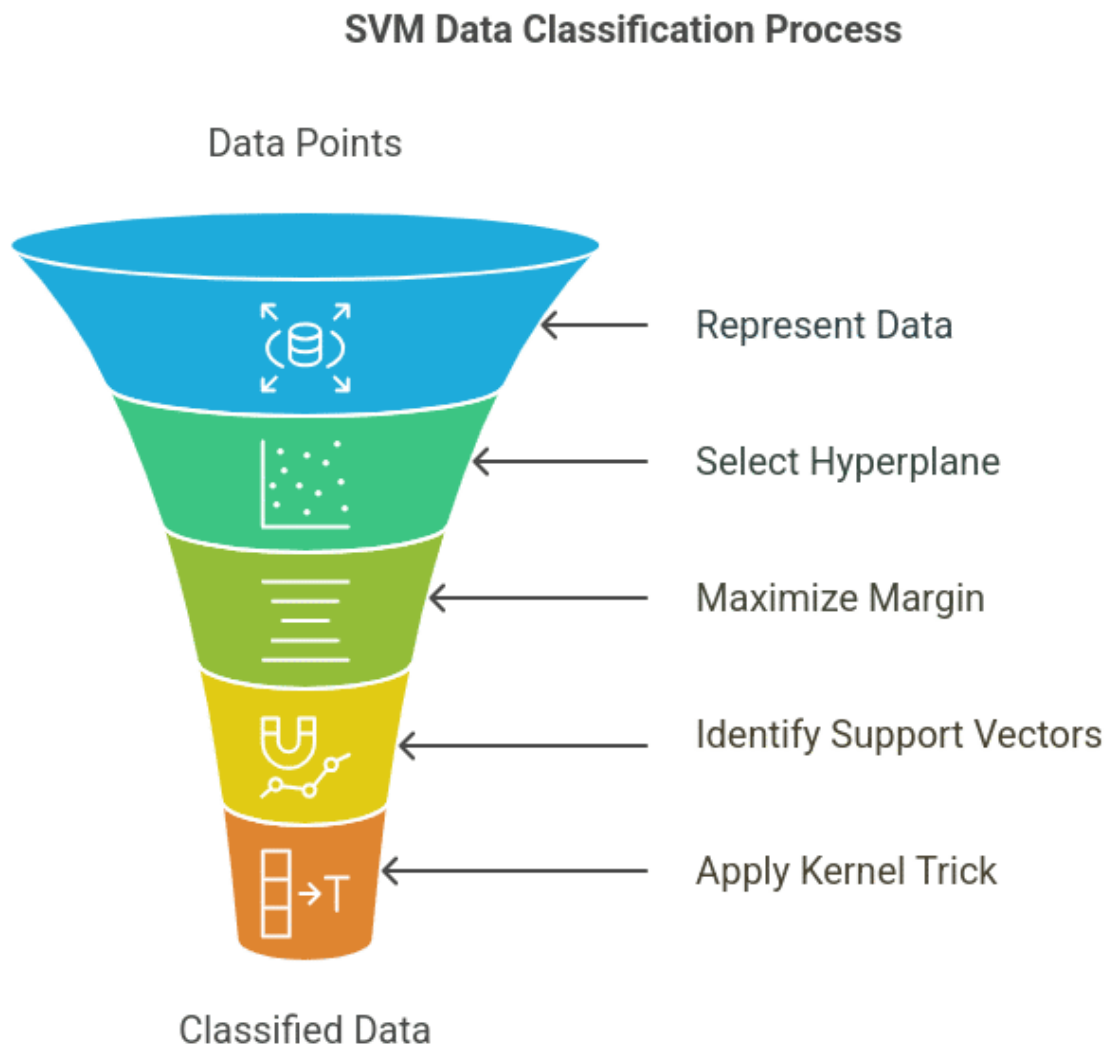 SVM Data Classification Process
Data Points
Represent Data
Select Hyperplane
Maximize Margin
Identify Support Vectors
Apply Kernel Trick
T
Classified Data